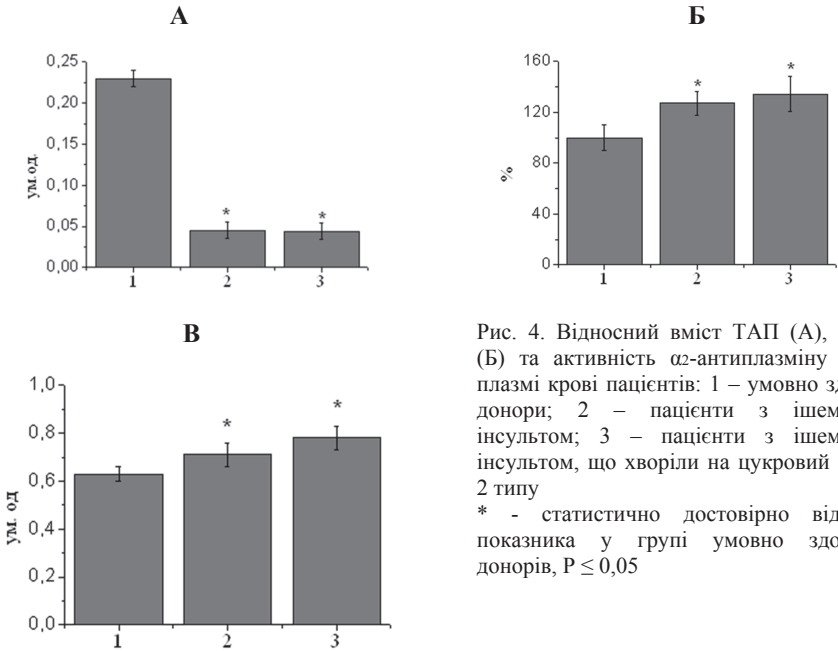 А
ум.од.
0,25
0,20
0,15
0,10
0,05
0,00
* *
1 2 3
Б
%
160
120
80
40
0
* *
1 2 3
В
ум. од
1,0
0,8
0,6
0,4
0,2
0,0
* *
1 2 3
Рис. 4. Відносний вміст ТАП (А),
(Б) та активність α2-антиплазміну
плазмі крові пацієнтів: 1 – умовно
донори; 2 – пацієнти з
інсультом; 3 – пацієнти з
інсультом, що хворіли на цукровий
2 типу
* - статистично достовірно
показника у групі умовно
донорів, P ≤ 0,05